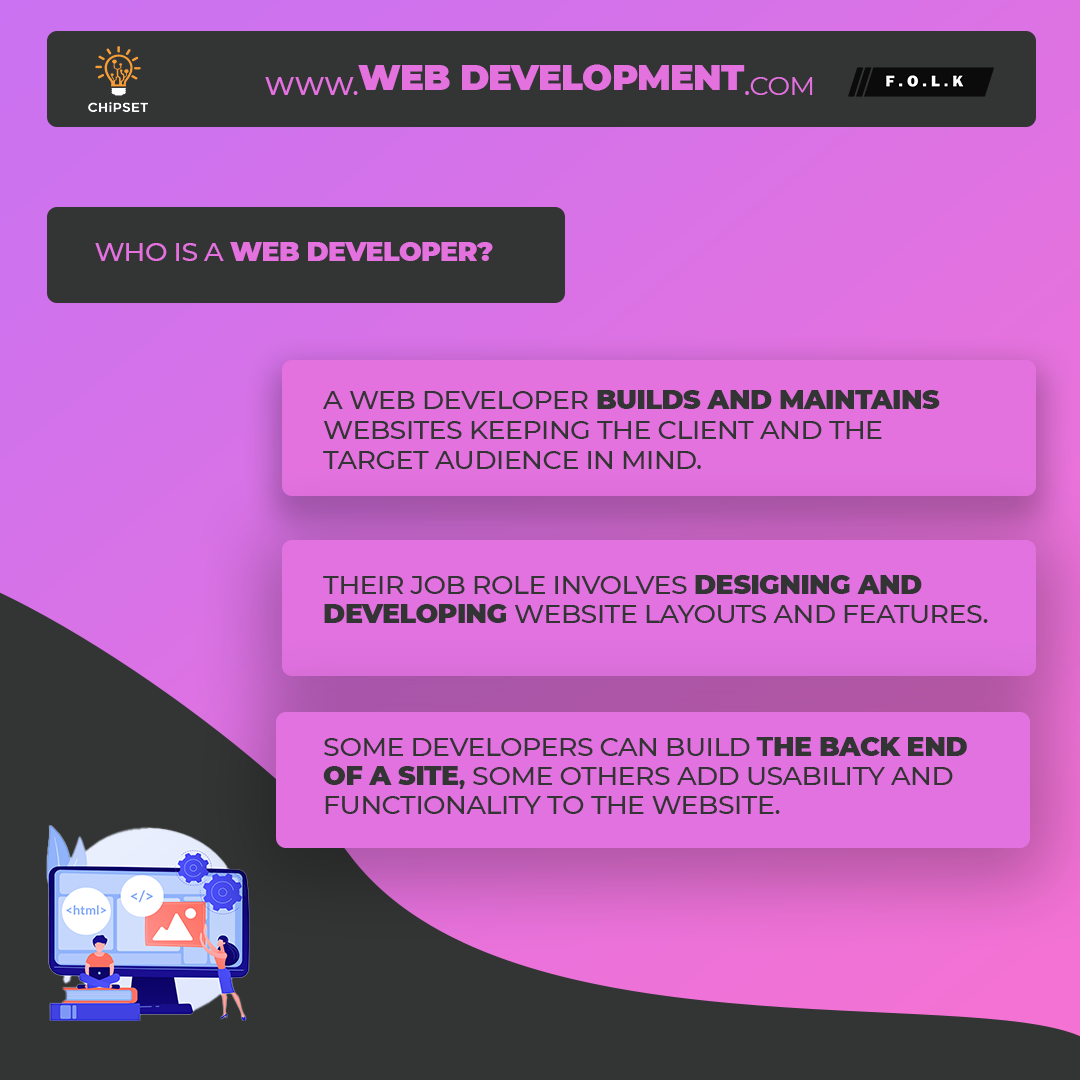 CHiPSET
WWW.WEB DEVELOPMENT.COM
F.O.L.K
WHO IS A WEB DEVELOPER?
A WEB DEVELOPER BUILDS AND MAINTAINS
WEBSITES KEEPING THE CLIENT AND THE
TARGET AUDIENCE IN MIND.
THEIR JOB ROLE INVOLVES DESIGNING AND
DEVELOPING WEBSITE LAYOUTS AND FEATURES.
SOME DEVELOPERS CAN BUILD THE BACK END
OF A SITE, SOME OTHERS ADD USABILITY AND
FUNCTIONALITY TO THE WEBSITE.
</>
<html>